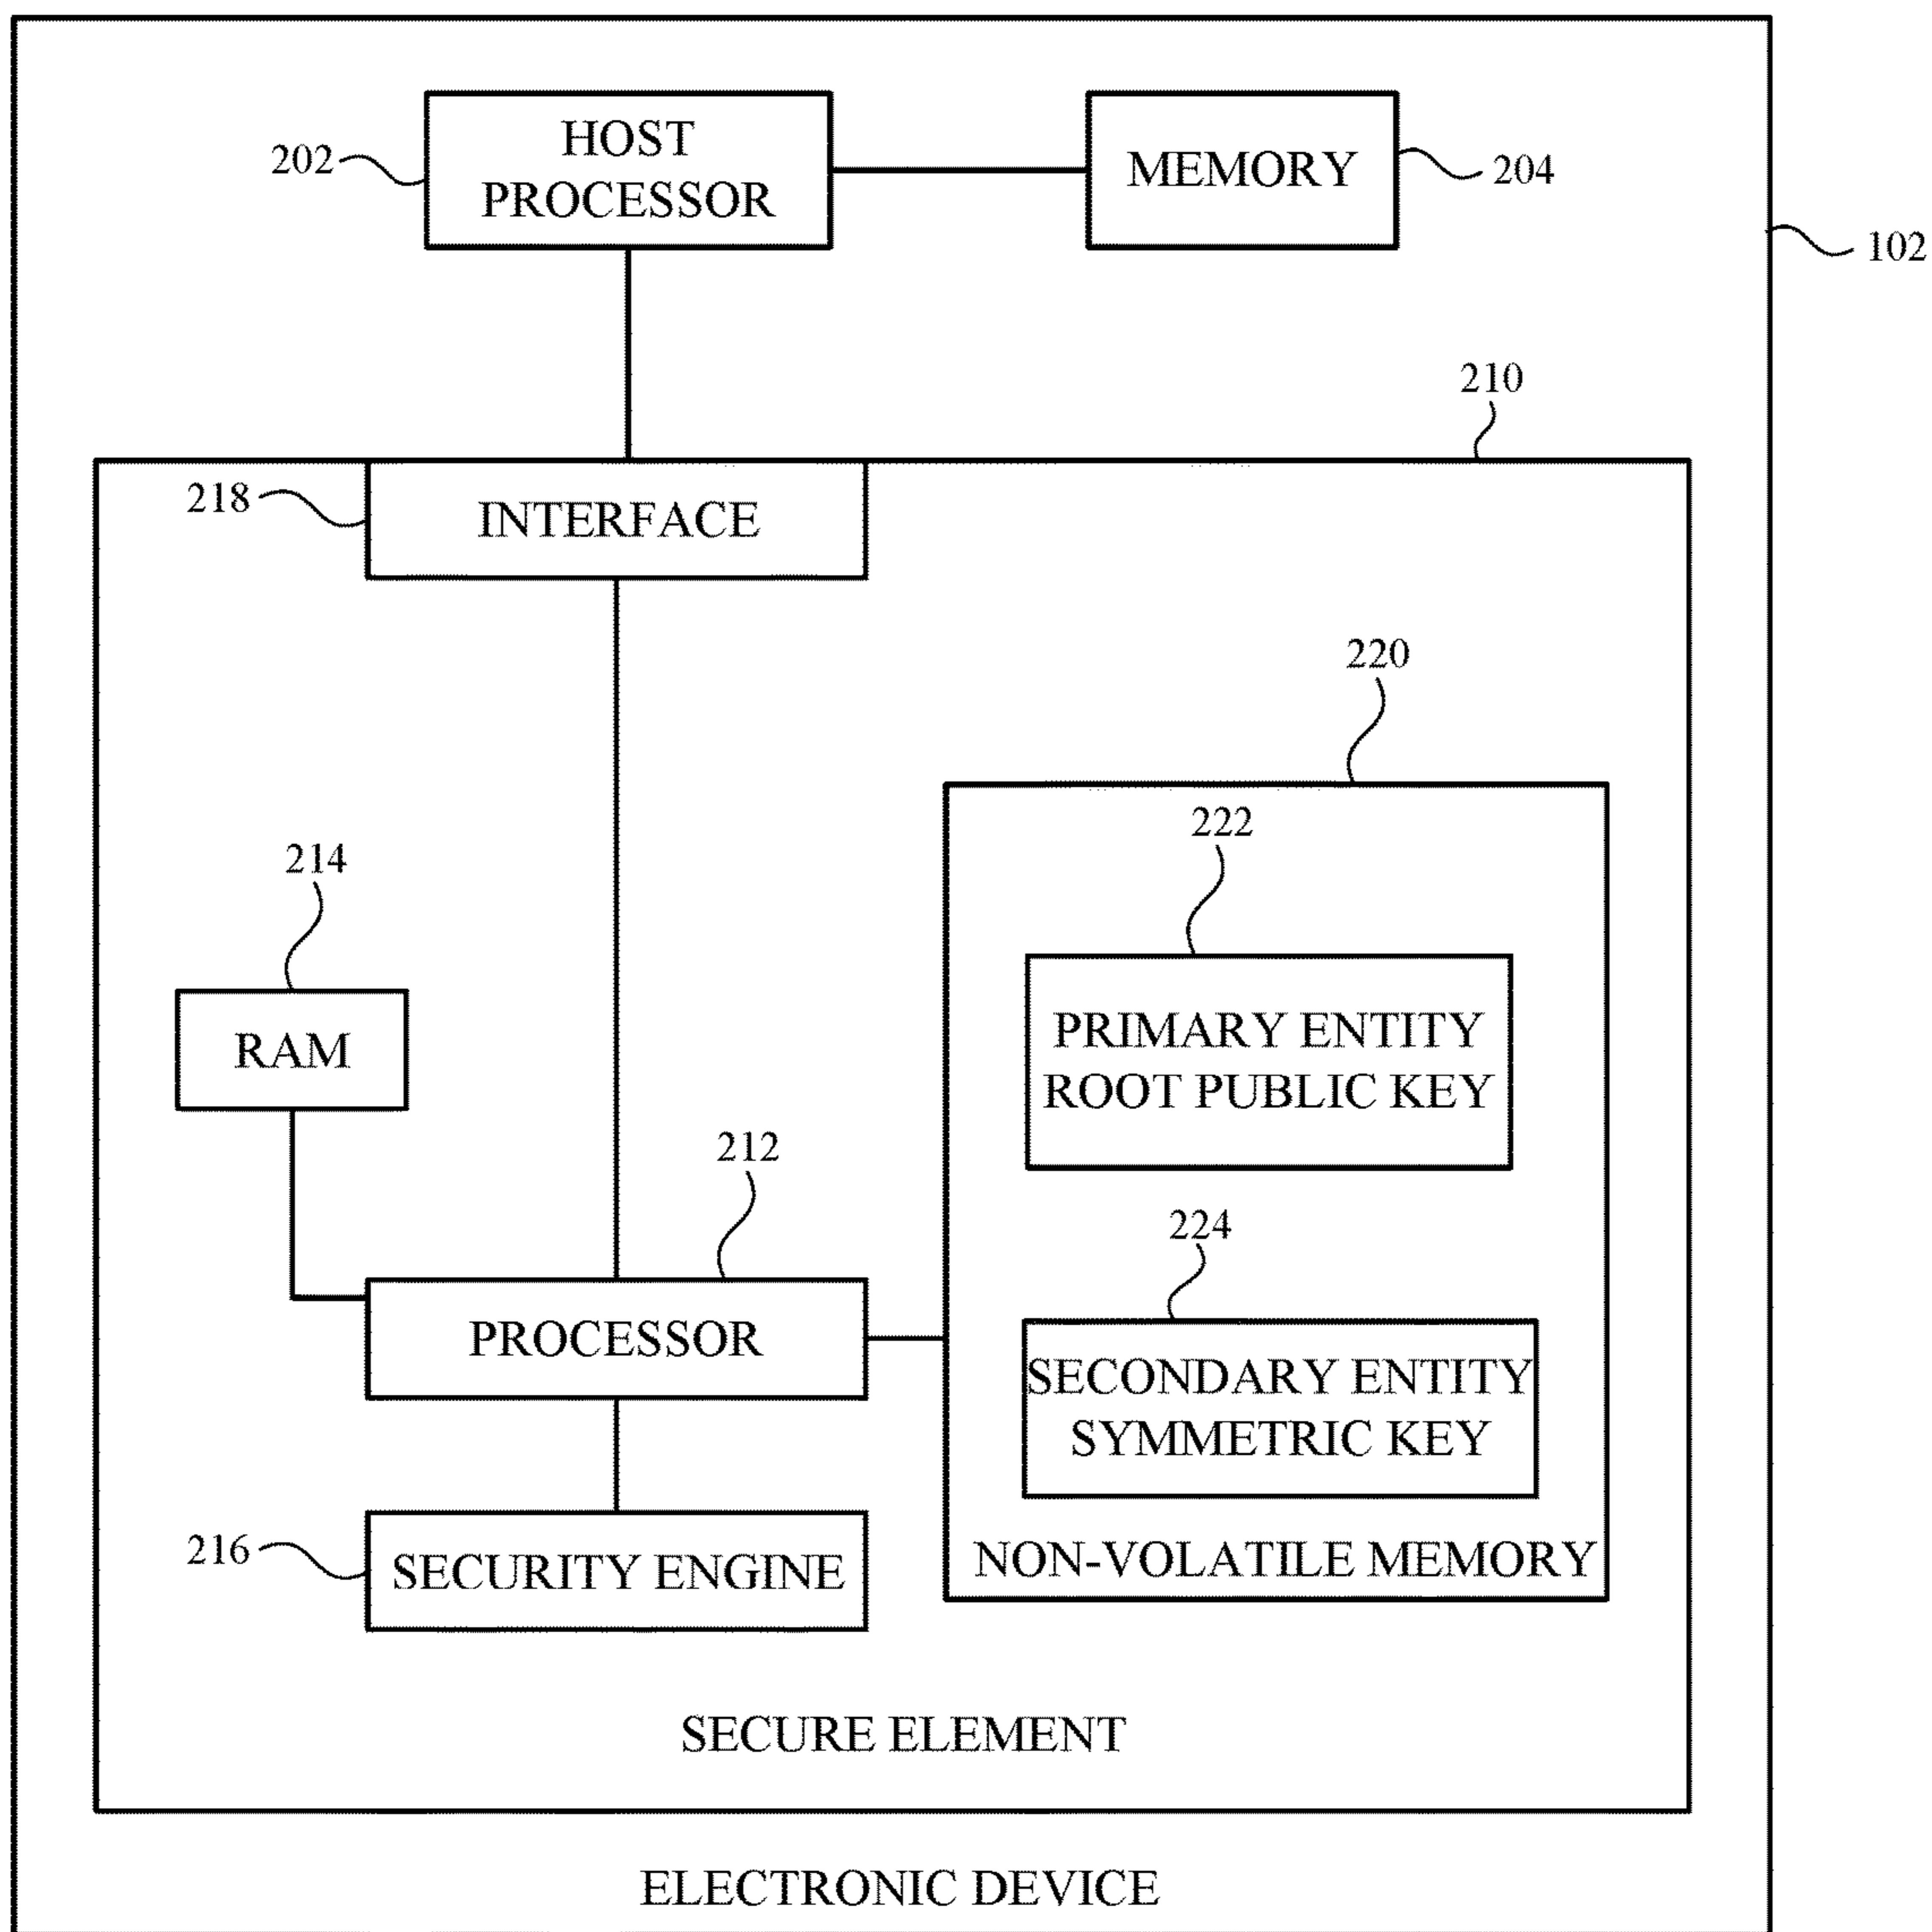 HOST
PROCESSOR
202
MEMORY
204
102
210
218
INTERFACE
220
222
214
PRIMARY ENTITY
ROOT PUBLIC KEY
RAM
212
224
PROCESSOR
SECONDARY ENTITY
SYMMETRIC KEY
216
SECURITY ENGINE
NON-VOLATILE MEMORY
SECURE ELEMENT
ELECTRONIC DEVICE